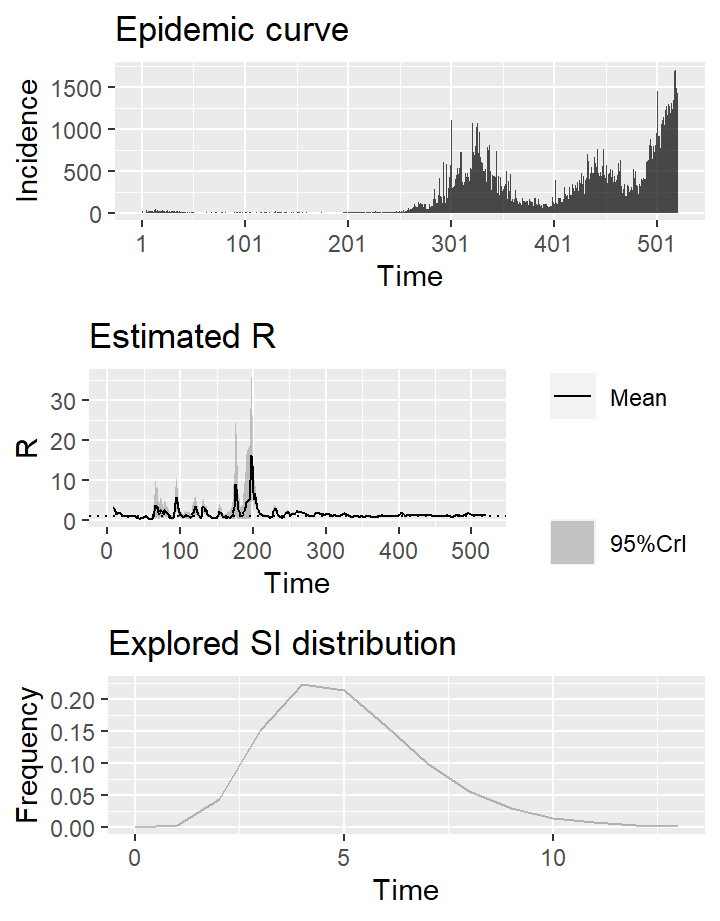 Epidemic curve
Incidence
1500
1000
500
0
1 101 201 301 401 501
Time
Estimated R
R
30
20
10
0
0 100 200 300 400 500
Time
Mean
95%CrI
Explored SI distribution
Frequency
0.20
0.15
0.10
0.05
0.00
0 5 10
Time